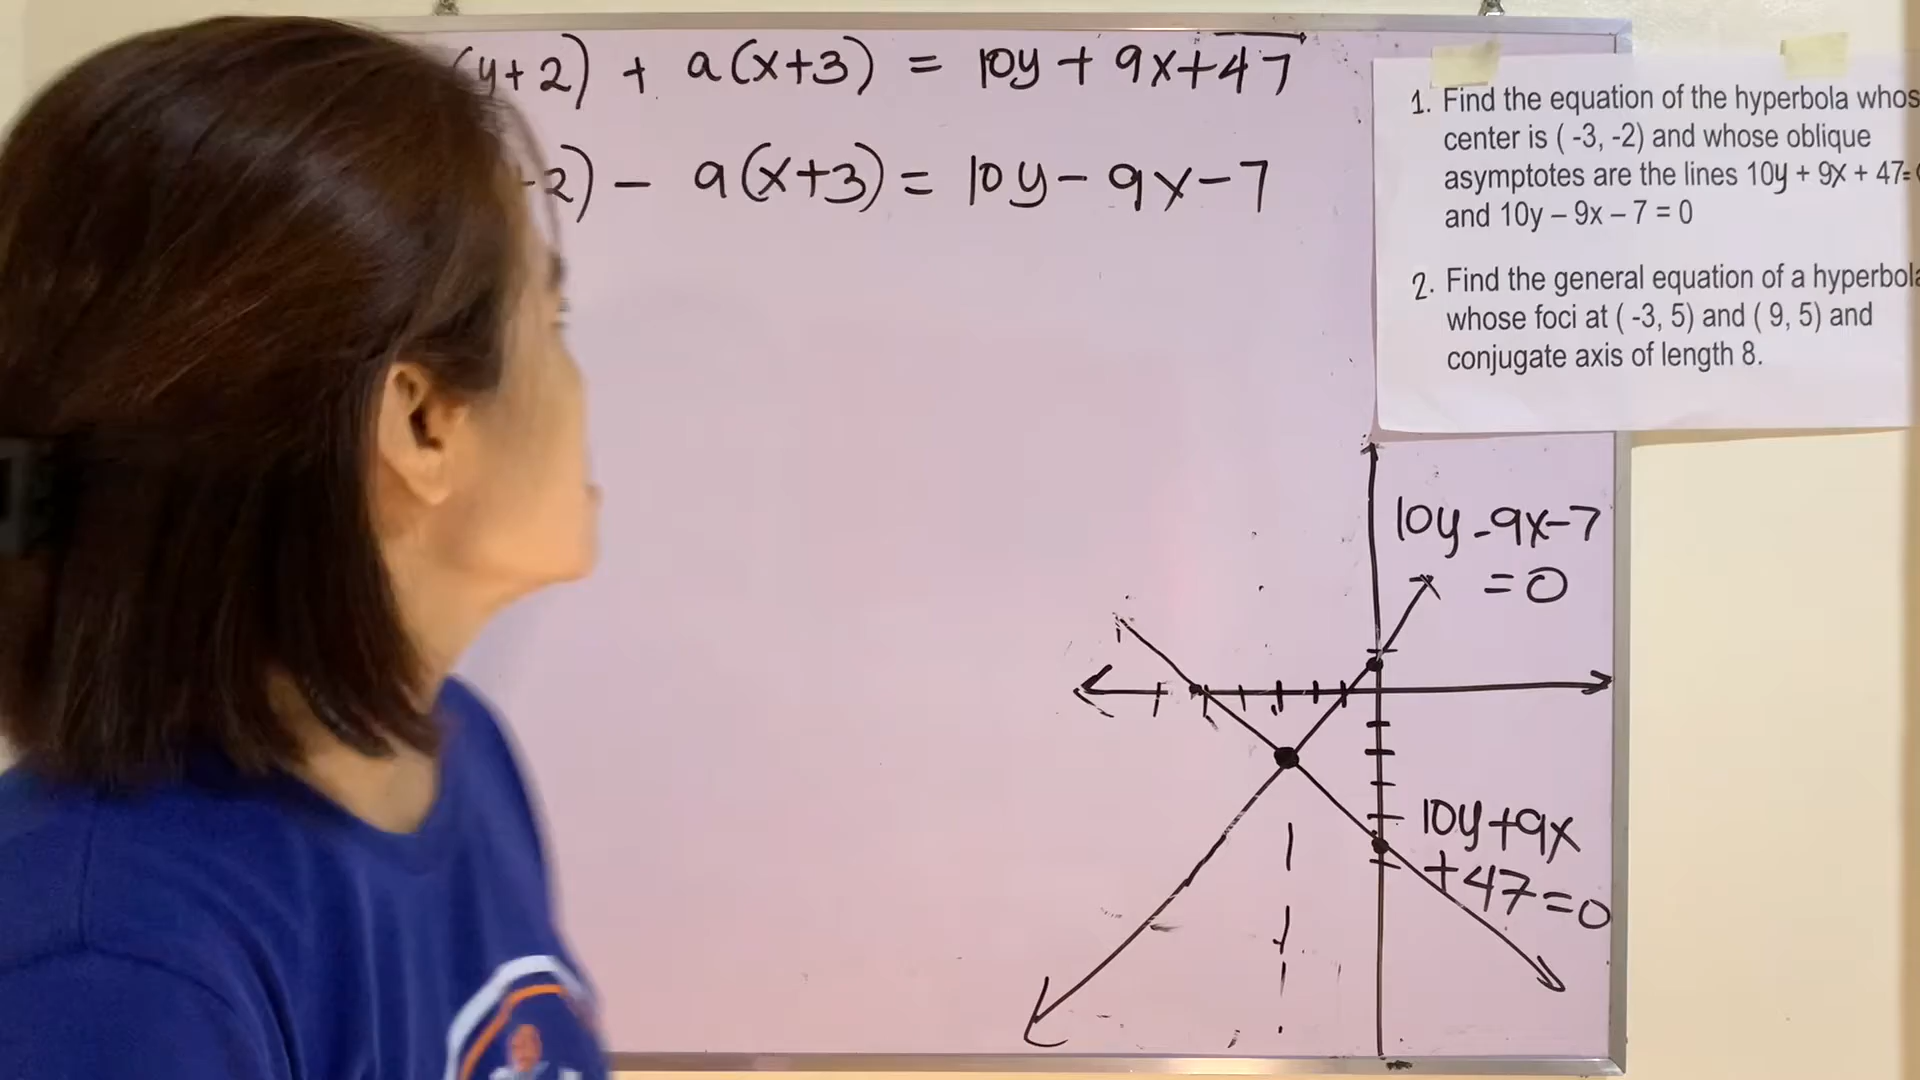 (y+2) + a(x+3) = 10y + 9x+47
2) - a(x+3) = 10y - 9x - 7
1. Find the equation of the hyperbola whos
center is ( -3, -2) and whose oblique
asymptotes are the lines 10y + 9x + 47=
and 10y – 9x – 7 = 0
2. Find the general equation of a hyperbola
whose foci at ( -3, 5) and ( 9, 5) and
conjugate axis of length 8.
10y - 9x-7
= 0
10y+9x
+47=0